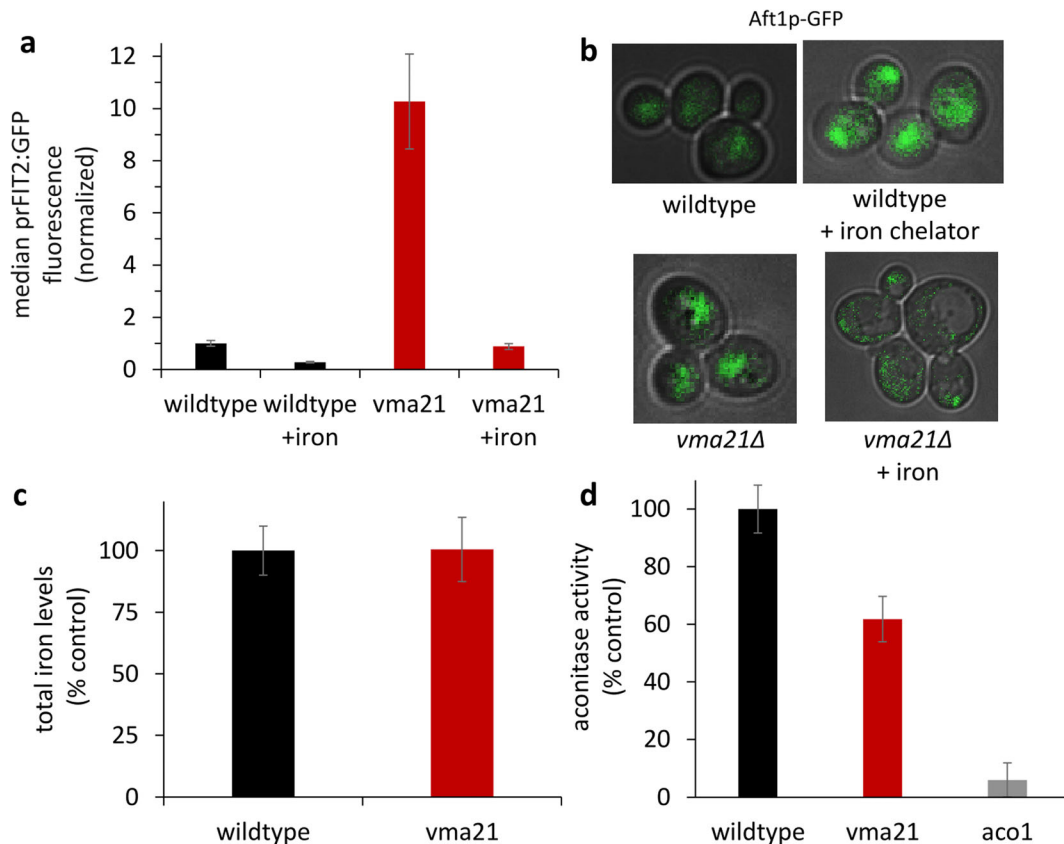 a
median prFIT2:GFP
fluorescence
(normalized)
12
10
8
6
4
2
0
wildtype
wildtype
+iron
vma21
vma21
+iron
Aft1p-GFP
b
wildtype
wildtype
+ iron chelator
vma21Δ
vma21Δ
+ iron
c
total iron levels
(% control)
100
75
50
25
0
wildtype
vma21
d
aconitase activity
(% control)
100
80
60
40
20
0
wildtype
vma21
aco1